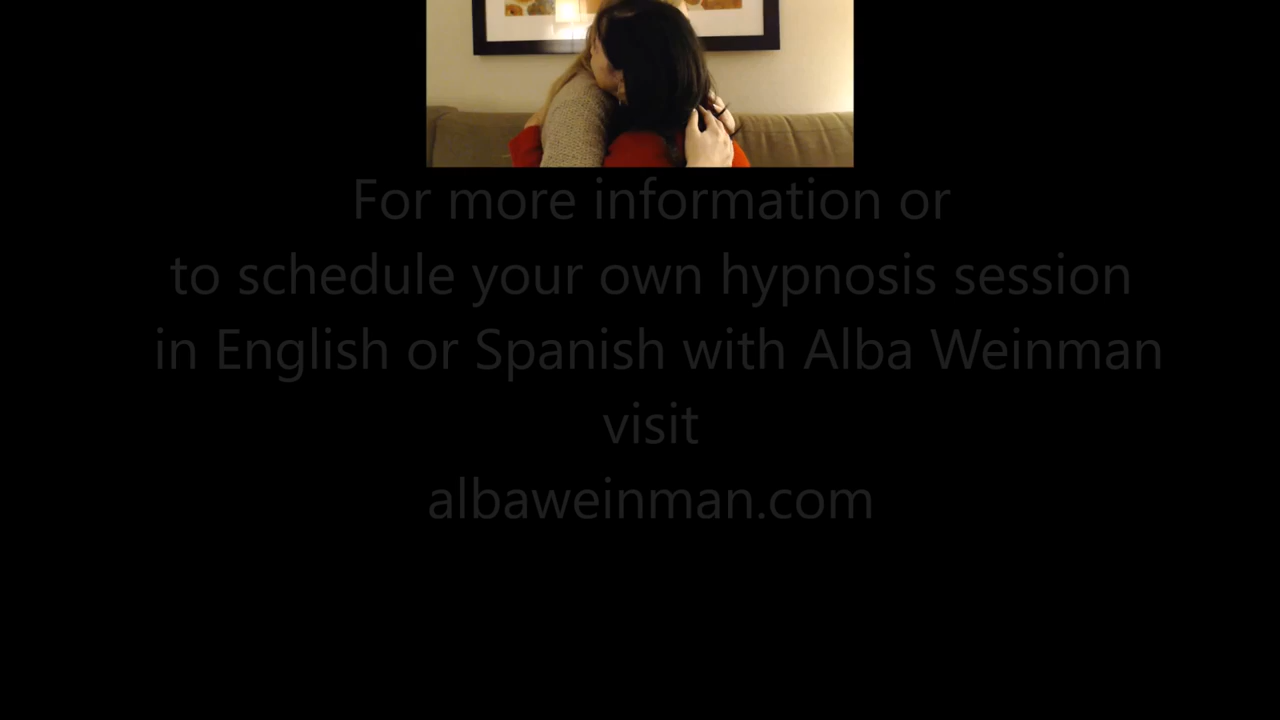 For more information or
to schedule your own hypnosis session
in English or Spanish with Alba Weinman
visit
albaweinman.com